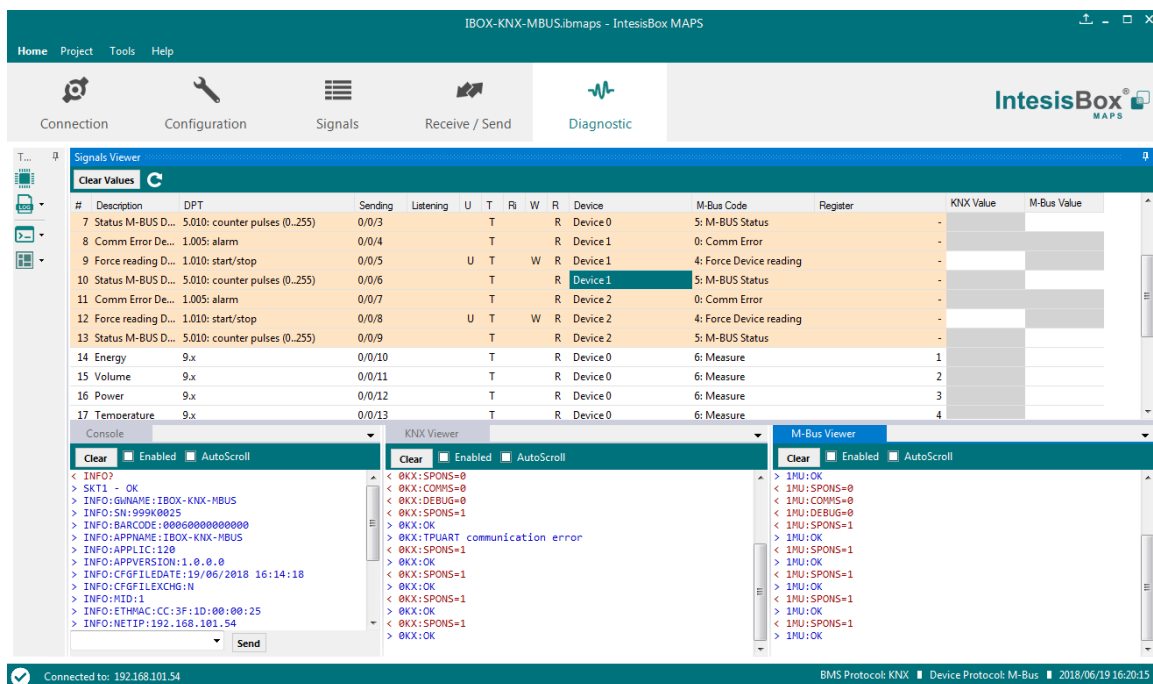 IBOX-KNX-MBUS.ibmaps - IntesisBox MAPS
Home Project Tools Help
Connection Configuration Signals Receive / Send Diagnostic
IntesisBox®
MAPS
T...
Signals Viewer
Clear Values
# Description DPT Sending Listening U T Ri W R Device M-Bus Code Register KNX Value M-Bus Value
7 Status M-BUS D... 5.010: counter pulses (0..255) 0/0/3 T R Device 0 5: M-BUS Status -
8 Comm Error De... 1.005: alarm 0/0/4 T R Device 1 0: Comm Error -
9 Force reading D... 1.010: start/stop 0/0/5 U T W R Device 1 4: Force Device reading -
10 Status M-BUS D... 5.010: counter pulses (0..255) 0/0/6 T R Device 1 5: M-BUS Status -
11 Comm Error De... 1.005: alarm 0/0/7 T R Device 2 0: Comm Error -
12 Force reading D... 1.010: start/stop 0/0/8 U T W R Device 2 4: Force Device reading -
13 Status M-BUS D... 5.010: counter pulses (0..255) 0/0/9 T R Device 2 5: M-BUS Status -
14 Energy 9.x 0/0/10 T R Device 0 6: Measure 1
15 Volume 9.x 0/0/11 T R Device 0 6: Measure 2
16 Power 9.x 0/0/12 T R Device 0 6: Measure 3
17 Temperature 9.x 0/0/13 T R Device 0 6: Measure 4
Console
Clear Enabled AutoScroll
< INFO?
> SKT1 - OK
> INFO:GWNAME:IBOX-KNX-MBUS
> INFO:SN:999K0025
> INFO:BARCODE:00060000000000
> INFO:APPNAME:IBOX-KNX-MBUS
> INFO:APPLIC:120
> INFO:APPVERSION:1.0.0.0
> INFO:CFGFILEDATE:19/06/2018 16:14:18
> INFO:CFGFILEXCHG:N
> INFO:MID:1
> INFO:ETHMAC:CC:3F:1D:00:00:25
> INFO:NETIP:192.168.101.54
Send
KNX Viewer
Clear Enabled AutoScroll
< 0KX:SPONS=0
< 0KX:COMMS=0
< 0KX:DEBUG=0
< 0KX:SPONS=1
> 0KX:OK
> 0KX:TPUART communication error
< 0KX:SPONS=1
> 0KX:OK
< 0KX:SPONS=1
> 0KX:OK
< 0KX:SPONS=1
> 0KX:OK
< 0KX:SPONS=1
> 0KX:OK
M-Bus Viewer
Clear Enabled AutoScroll
> 1MU:OK
< 1MU:SPONS=0
< 1MU:COMMS=0
< 1MU:DEBUG=0
< 1MU:SPONS=1
> 1MU:OK
< 1MU:SPONS=1
> 1MU:OK
< 1MU:SPONS=1
> 1MU:OK
< 1MU:SPONS=1
> 1MU:OK
< 1MU:SPONS=1
> 1MU:OK
Connected to: 192.168.101.54
BMS Protocol: KNX Device Protocol: M-Bus 2018/06/19 16:20:15